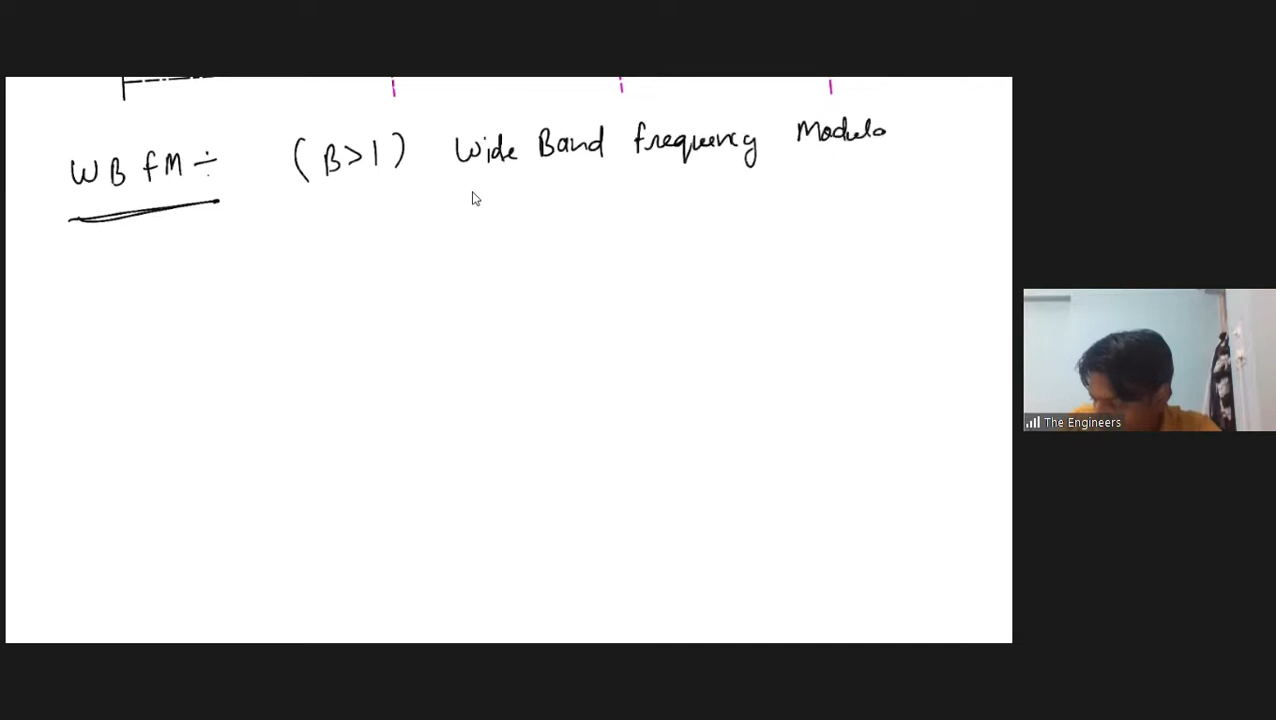 WB fM ÷ (B>1) Wide Band frequency Modulo
The Engineers